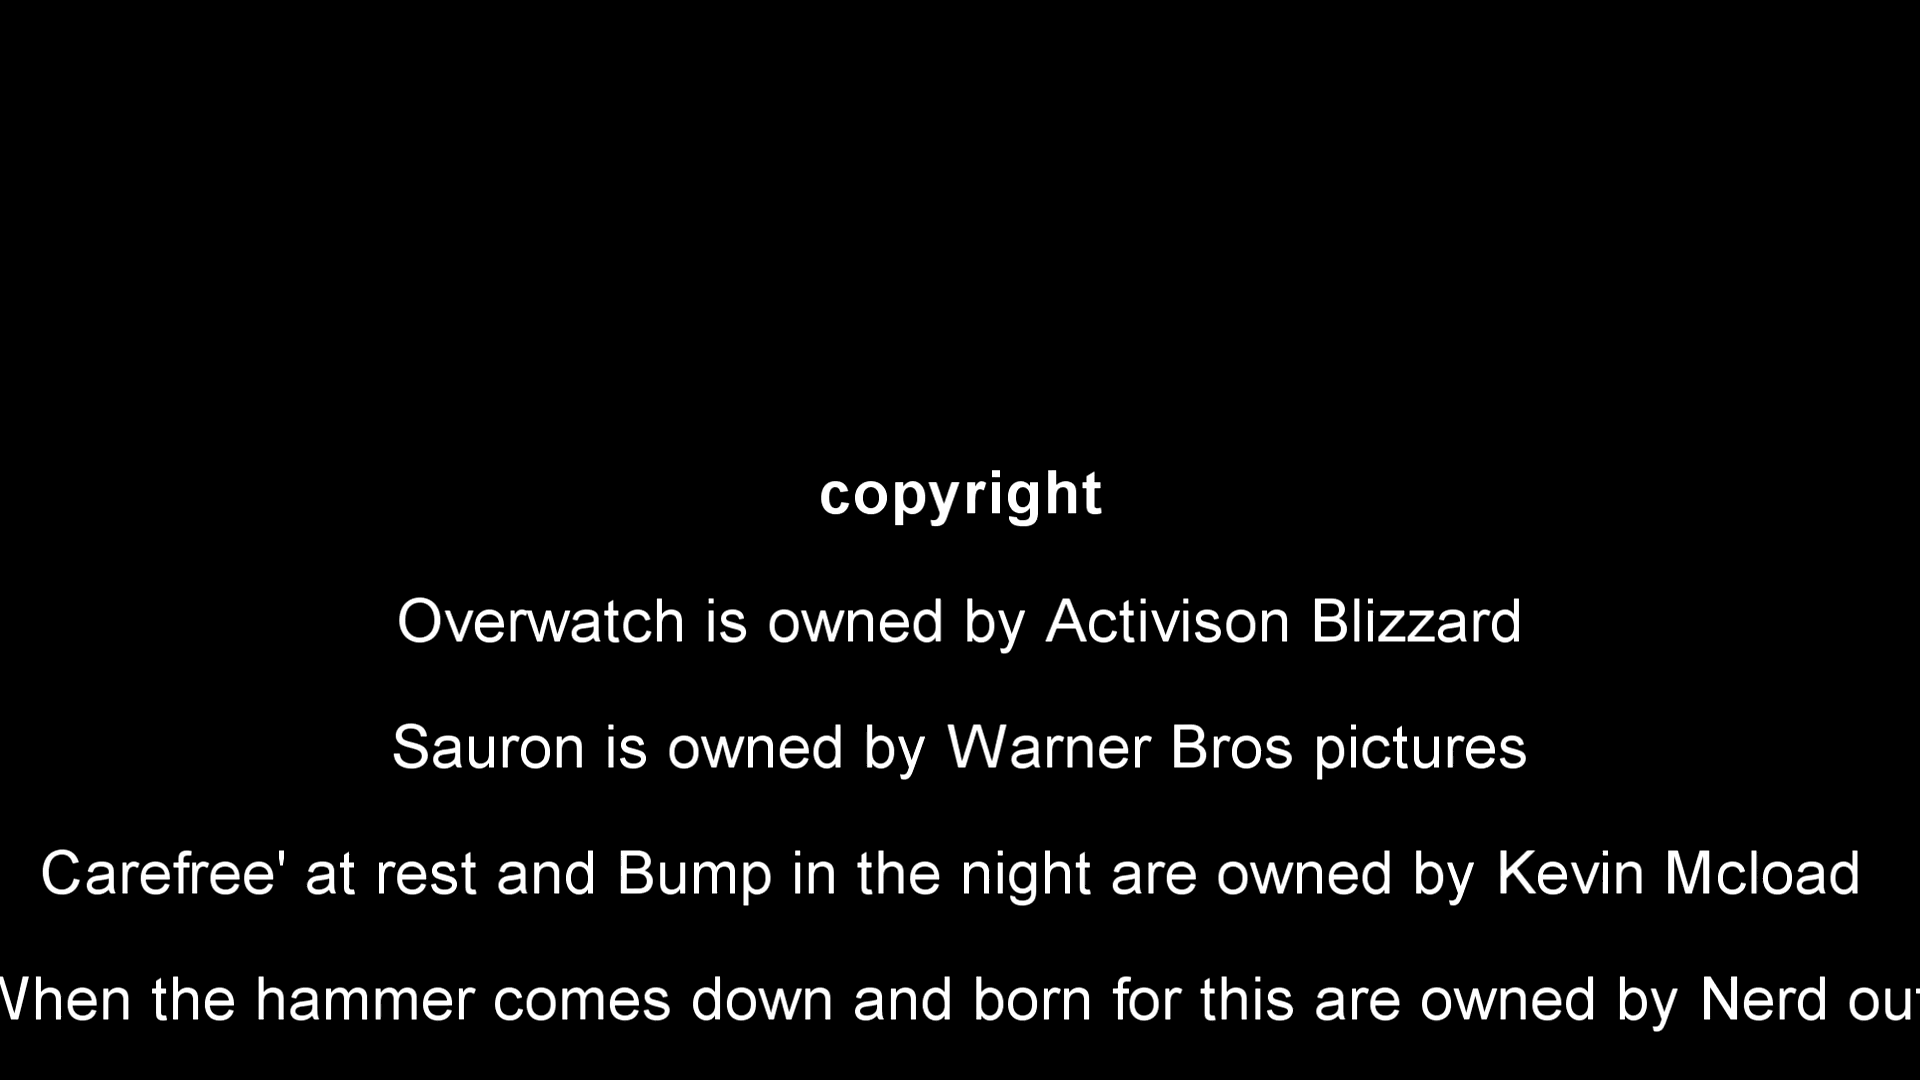 copyright
Overwatch is owned by Activison Blizzard
Sauron is owned by Warner Bros pictures
Carefree' at rest and Bump in the night are owned by Kevin Mcload
When the hammer comes down and born for this are owned by Nerd out